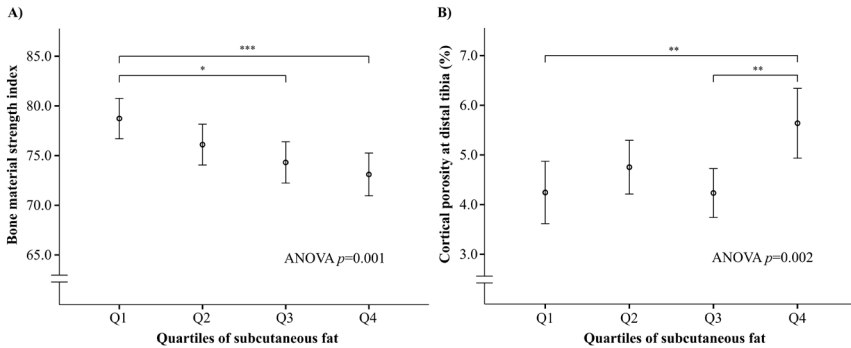 A)
Bone material strength index
85.0
80.0
75.0
70.0
65.0
***
*
ANOVA p=0.001
Q1 Q2 Q3 Q4
Quartiles of subcutaneous fat
B)
Cortical porosity at distal tibia (%)
7.0
6.0
5.0
4.0
3.0
**
**
ANOVA p=0.002
Q1 Q2 Q3 Q4
Quartiles of subcutaneous fat